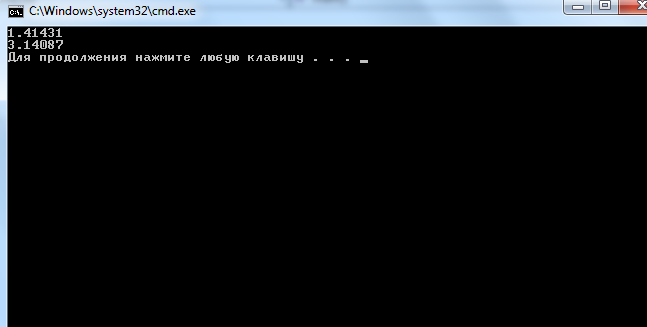 C:\Windows\system32\cmd.exe
1.41431
3.14087
Для продолжения нажмите любую клавишу . . .